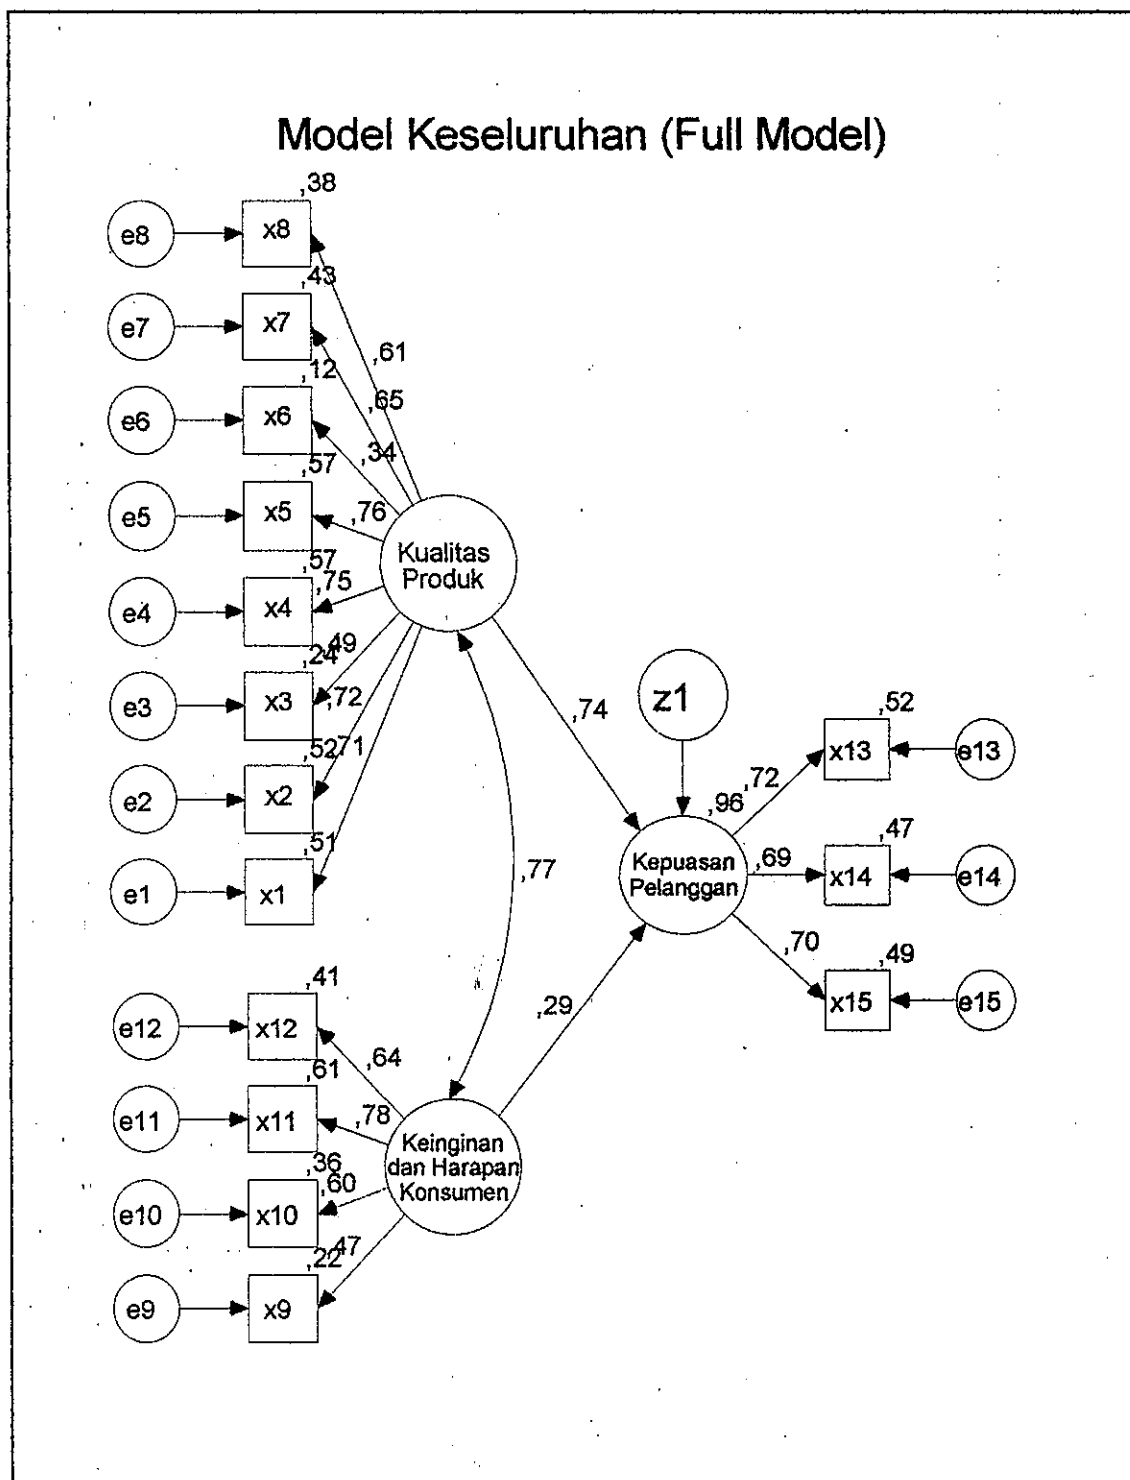 Model Keseluruhan (Full Model)
,38
e8
x8
,43
e7
x7
,61
,12
,65
e6
x6
,34
,57
e5
x5
,76
Kualitas
Produk
,57
,75
e4
x4
,49
,24
e3
x3
,72
,74
z1
,52
,71
e2
x2
,52
x13
e13
,72
,96
,51
e1
x1
,77
Kepuasan
Pelanggan
,69
,47
x14
e14
,70
,49
x15
e15
,41
e12
x12
,29
,64
,61
e11
x11
,78
Keinginan
dan Harapan
Konsumen
,36
,60
e10
x10
,47
,22
e9
x9